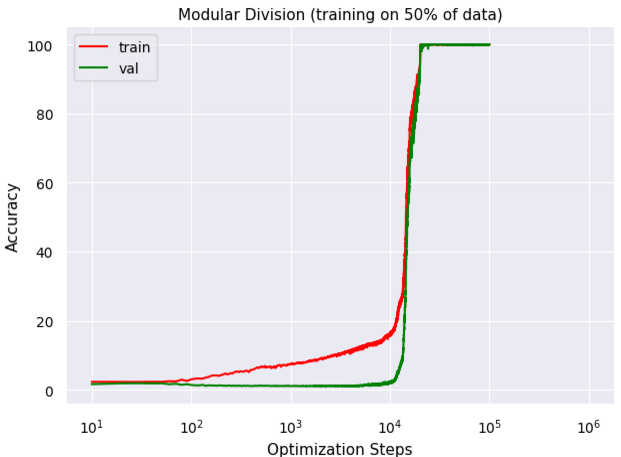 Modular Division (training on 50% of data)
train
val
100
80
60
40
20
0
Accuracy
10¹ 10² 10³ 10⁴ 10⁵ 10⁶
Optimization Steps